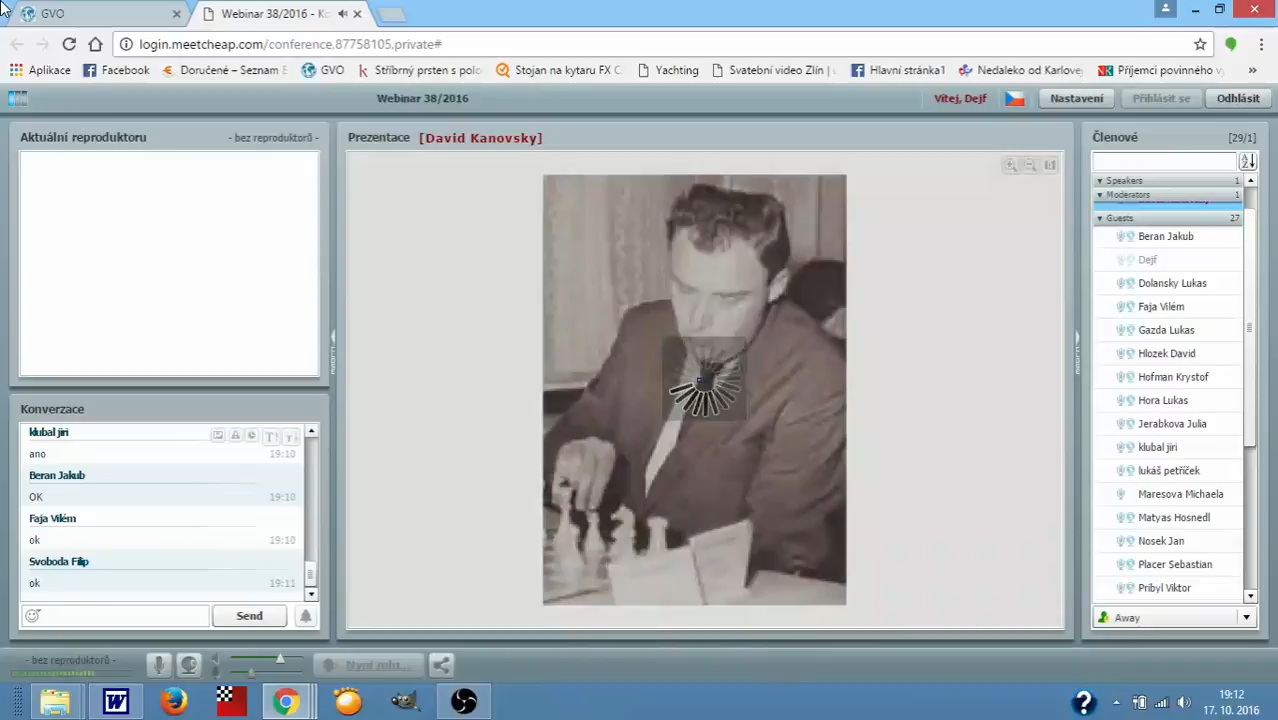 GVO
Webinar 38/2016 - Ko
login.meetcheap.com/conference,87758105,private#
Aplikace
Facebook
Doručené – Seznam E
GVO
Stříbrný prsten s polo
Stojan na kytaru FX C
Yachting
Svatební video Zlín |
Hlavní stránka1
Nedaleko od Karlovej
Příjemci povinného v
Webinar 38/2016
Vítej, Dejf
Nastavení
Přihlásit se
Odhlásit
Aktuální reproduktoru
- bez reproduktorů -
Prezentace [David Kanovsky]
Členové
[29/1]
Speakers 1
Moderators 1
Guests 27
Beran Jakub
Dejf
Dolansky Lukas
Faja Vilém
Gazda Lukas
Hlozek David
Hofman Krystof
Hora Lukas
Jerabkova Julia
klubal jiri
lukáš petříček
Maresova Michaela
Matyas Hosnedl
Nosek Jan
Placer Sebastian
Pribyl Viktor
Away
Konverzace
klubal jiri
ano 19:10
Beran Jakub
OK 19:10
Faja Vilém
ok 19:10
Svoboda Filip
ok 19:11
Send
- bez reproduktorů -
19:12
17. 10. 2016